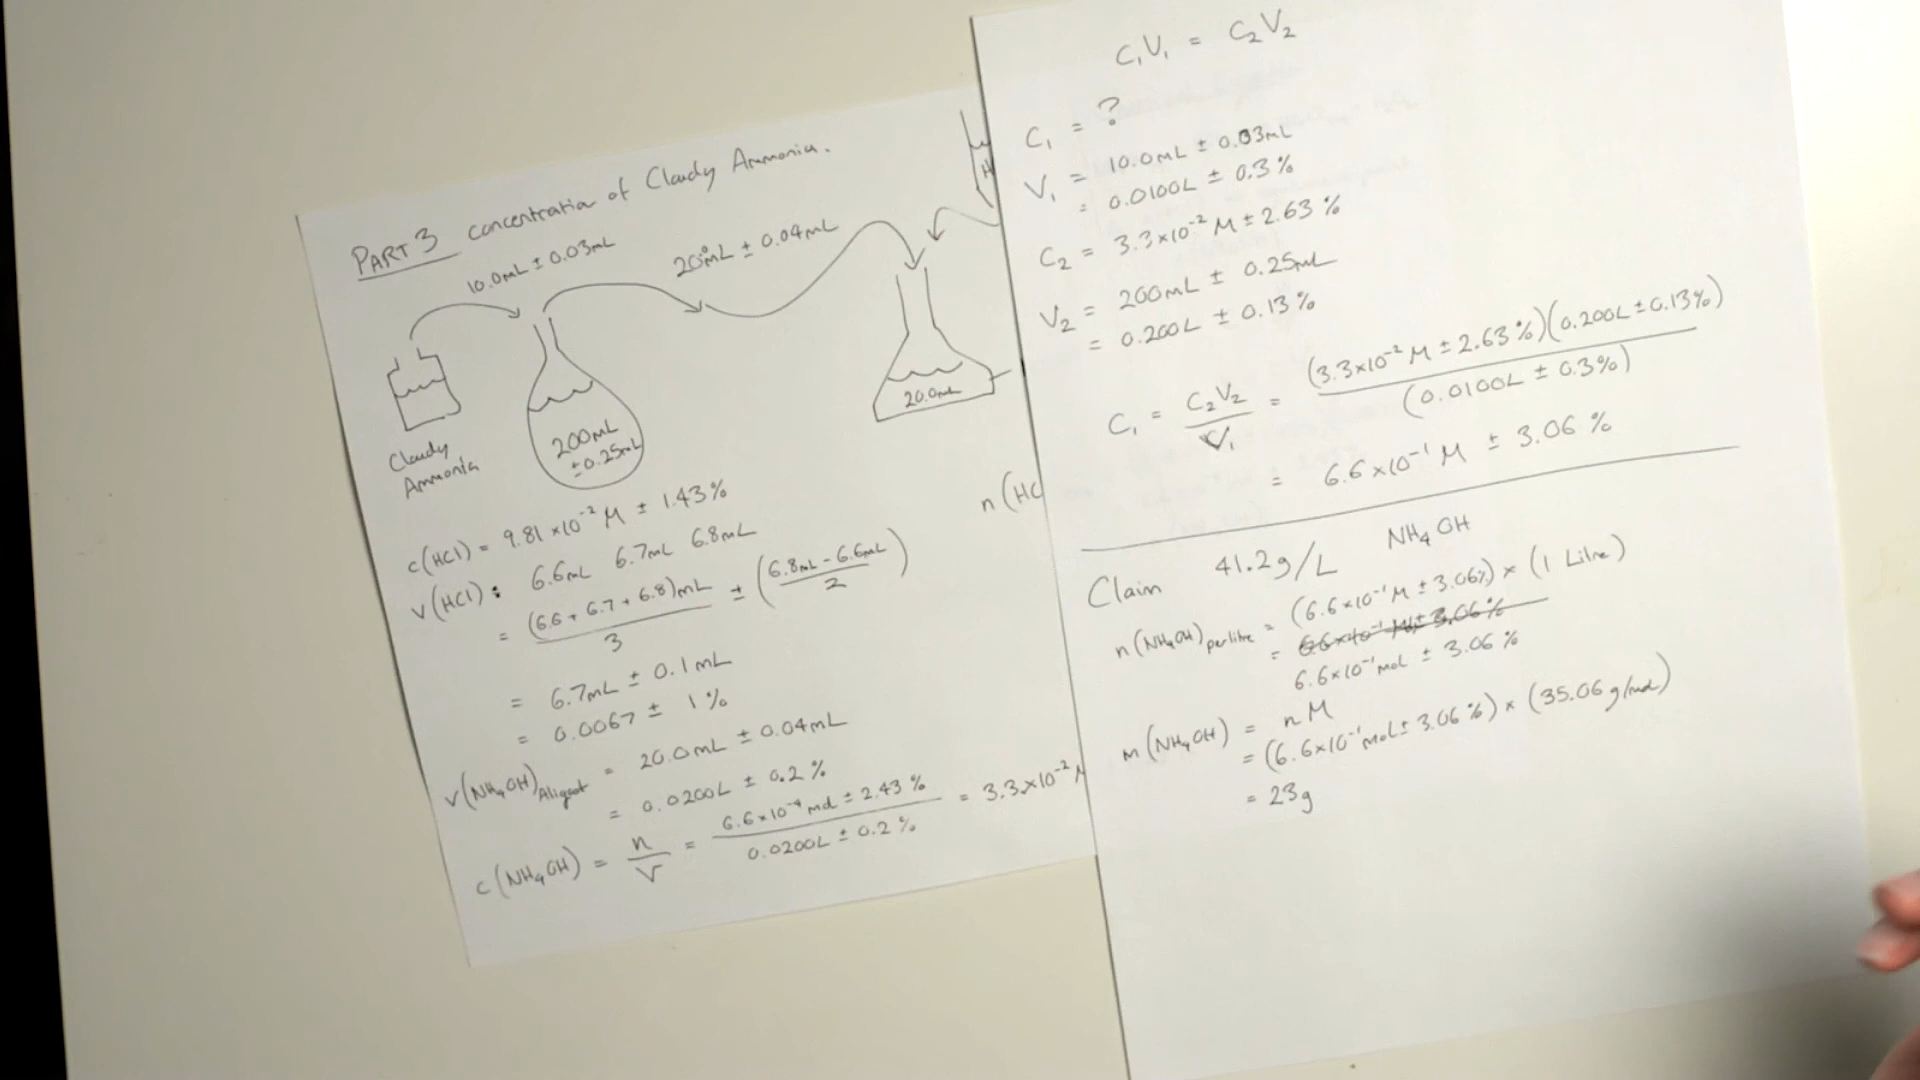 PART 3 concentration of Cloudy Ammonia.
10.0mL ± 0.03mL
20.0mL ± 0.04mL
Cloudy
Ammonia
200mL
±0.25mL
20.0mL
c(HCl) = 9.81 ×10⁻² M ± 1.43%
v(HCl) : 6.6mL 6.7mL 6.8mL
= (6.6 + 6.7 + 6.8)mL / 3 ± (6.8mL - 6.6mL / 2)
= 6.7mL ± 0.1mL
= 0.0067 ± 1%
v(NH₄OH)Aliquot = 20.0mL ± 0.04mL
= 0.0200L ± 0.2%
c(NH₄OH) = n/V = 6.6×10⁻⁴ mol ± 2.43% / 0.0200L ± 0.2% = 3.3×10⁻² M
n(HC
H
C₁V₁ = C₂V₂
C₁ = ?
V₁ = 10.0mL ± 0.03mL
= 0.0100L ± 0.3%
C₂ = 3.3×10⁻² M ± 2.63%
V₂ = 200mL ± 0.25mL
= 0.200L ± 0.13%
C₁ = C₂V₂ / V₁ = (3.3×10⁻² M ± 2.63%)(0.200L ± 0.13%) / (0.0100L ± 0.3%)
= 6.6×10⁻¹ M ± 3.06%
Claim 41.2g/L NH₄OH
n(NH₄OH)per litre = (6.6×10⁻¹ M ± 3.06%) × (1 Litre)
= 6.6×10⁻¹ M ± 3.06%
6.6×10⁻¹ mol ± 3.06%
m(NH₄OH) = nM
= (6.6×10⁻¹ mol ± 3.06%) × (35.06 g/mol)
= 23g